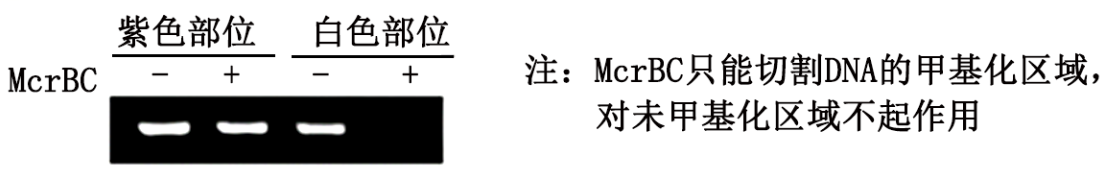 紫色部位 白色部位
McrBC - + - +
注：McrBC只能切割DNA的甲基化区域，
对未甲基化区域不起作用